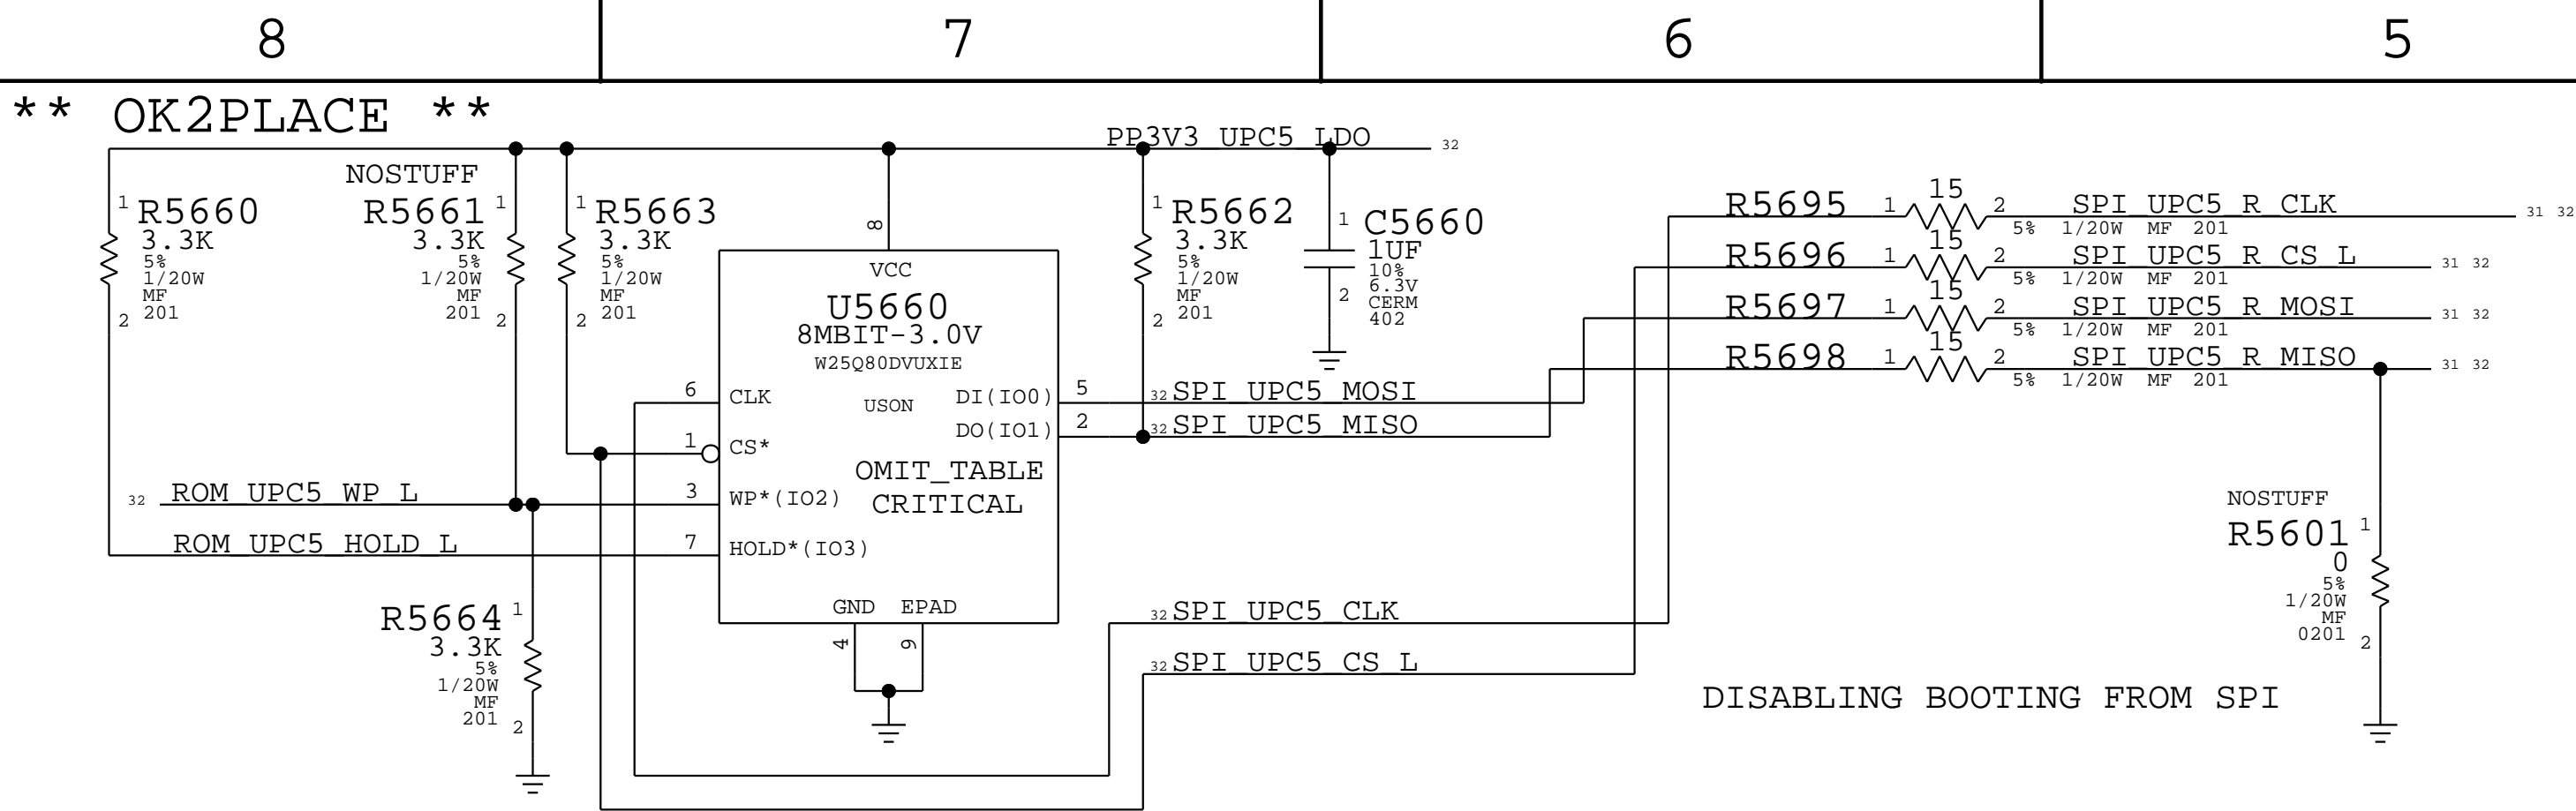 8 7 6 5
** OK2PLACE **
PP3V3_UPC5_LDO 32
NOSTUFF
1 R5660
3.3K
5%
1/20W
MF
201
2
R5661 1
3.3K
5%
1/20W
MF
201
2
1 R5663
3.3K
5%
1/20W
MF
201
2
8
VCC
U5660
8MBIT-3.0V
W25Q80DVUXIE
USON
OMIT_TABLE
CRITICAL
6 CLK
1 CS*
3 WP*(IO2)
7 HOLD*(IO3)
DI(IO0) 5
DO(IO1) 2
GND EPAD
4 9
1 R5662
3.3K
5%
1/20W
MF
201
2
1 C5660
1UF
10%
6.3V
CERM
402
2
32 SPI_UPC5_MOSI
32 SPI_UPC5_MISO
32 ROM_UPC5_WP_L
ROM_UPC5_HOLD_L
R5664 1
3.3K
5%
1/20W
MF
201
2
32 SPI_UPC5_CLK
32 SPI_UPC5_CS_L
R5695 1 15 2 SPI_UPC5_R_CLK 31 32
5% 1/20W MF 201
R5696 1 15 2 SPI_UPC5_R_CS_L 31 32
5% 1/20W MF 201
R5697 1 15 2 SPI_UPC5_R_MOSI 31 32
5% 1/20W MF 201
R5698 1 15 2 SPI_UPC5_R_MISO 31 32
5% 1/20W MF 201
NOSTUFF
R5601 1
0
5%
1/20W
MF
0201
2
DISABLING BOOTING FROM SPI